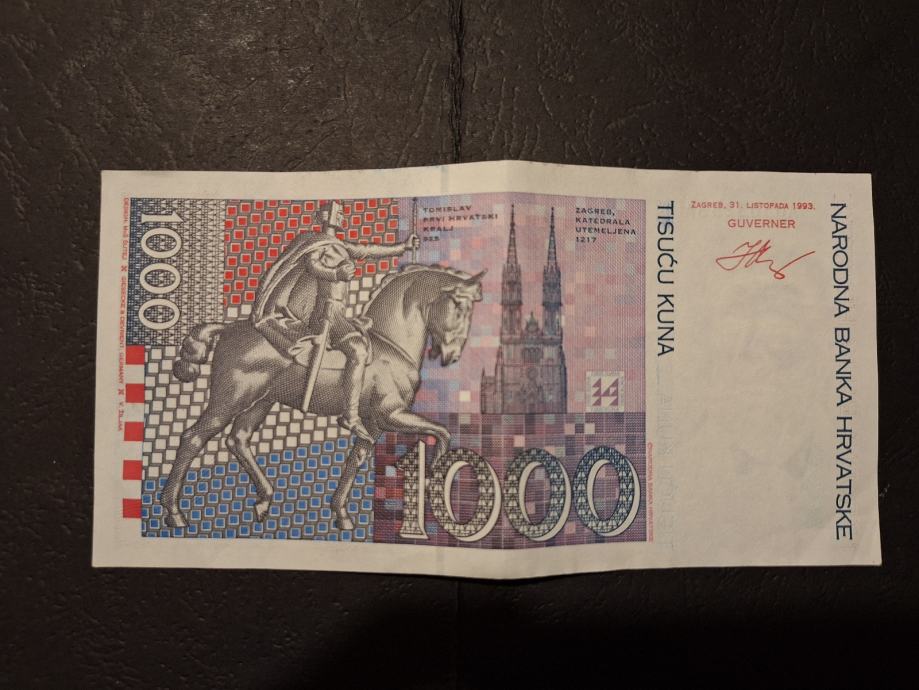 1000
TOMISLAV
PRVI HRVATSKI
KRALJ
925
ZAGREB,
KATEDRALA
UTEMELJENA
1217
TISUĆU KUNA
ZAGREB, 31. LISTOPADA 1993.
GUVERNER
NARODNA BANKA HRVATSKE
1000